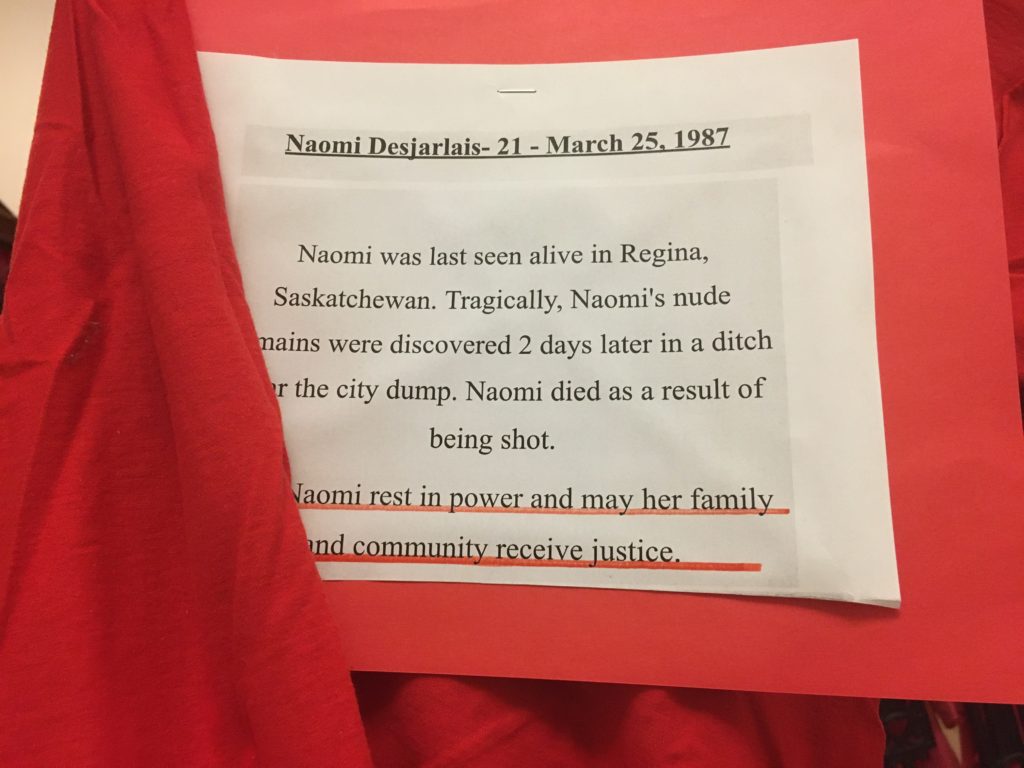 Naomi Desjarlais- 21 - March 25, 1987
Naomi was last seen alive in Regina,
Saskatchewan. Tragically, Naomi's nude
mains were discovered 2 days later in a ditch
r the city dump. Naomi died as a result of
being shot.
Naomi rest in power and may her family
and community receive justice.